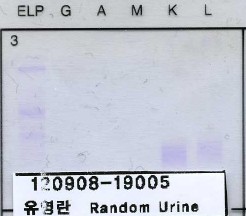 ELP G A M K L
3
120908-19005
유영란 Random Urine